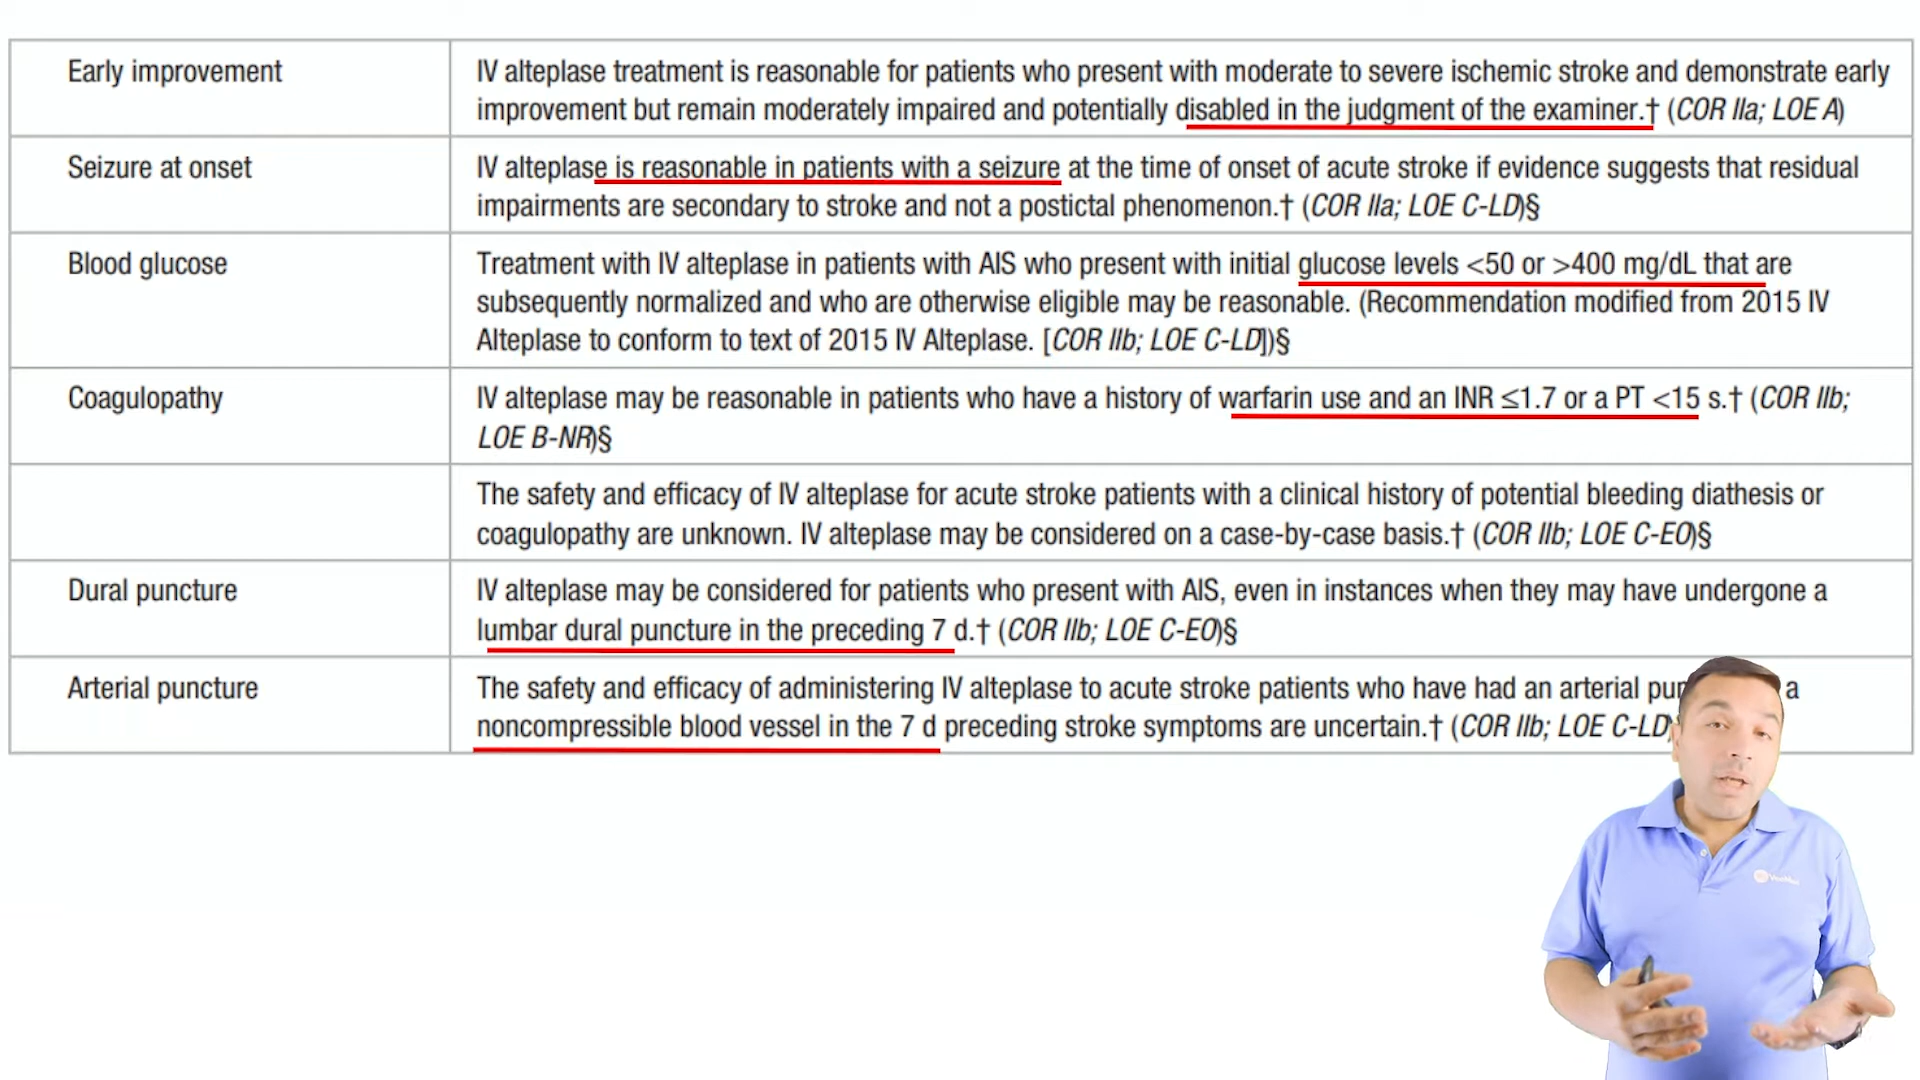 Early improvement
IV alteplase treatment is reasonable for patients who present with moderate to severe ischemic stroke and demonstrate early
improvement but remain moderately impaired and potentially disabled in the judgment of the examiner.† (COR IIa; LOE A)
Seizure at onset
IV alteplase is reasonable in patients with a seizure at the time of onset of acute stroke if evidence suggests that residual
impairments are secondary to stroke and not a postictal phenomenon.† (COR IIa; LOE C-LD)§
Blood glucose
Treatment with IV alteplase in patients with AIS who present with initial glucose levels <50 or >400 mg/dL that are
subsequently normalized and who are otherwise eligible may be reasonable. (Recommendation modified from 2015 IV
Alteplase to conform to text of 2015 IV Alteplase. [COR IIb; LOE C-LD])§
Coagulopathy
IV alteplase may be reasonable in patients who have a history of warfarin use and an INR ≤1.7 or a PT <15 s.† (COR IIb;
LOE B-NR)§
The safety and efficacy of IV alteplase for acute stroke patients with a clinical history of potential bleeding diathesis or
coagulopathy are unknown. IV alteplase may be considered on a case-by-case basis.† (COR IIb; LOE C-EO)§
Dural puncture
IV alteplase may be considered for patients who present with AIS, even in instances when they may have undergone a
lumbar dural puncture in the preceding 7 d.† (COR IIb; LOE C-EO)§
Arterial puncture
The safety and efficacy of administering IV alteplase to acute stroke patients who have had an arterial a
noncompressible blood vessel in the 7 d preceding stroke symptoms are uncertain.† (COR IIb; LOE C-LD)